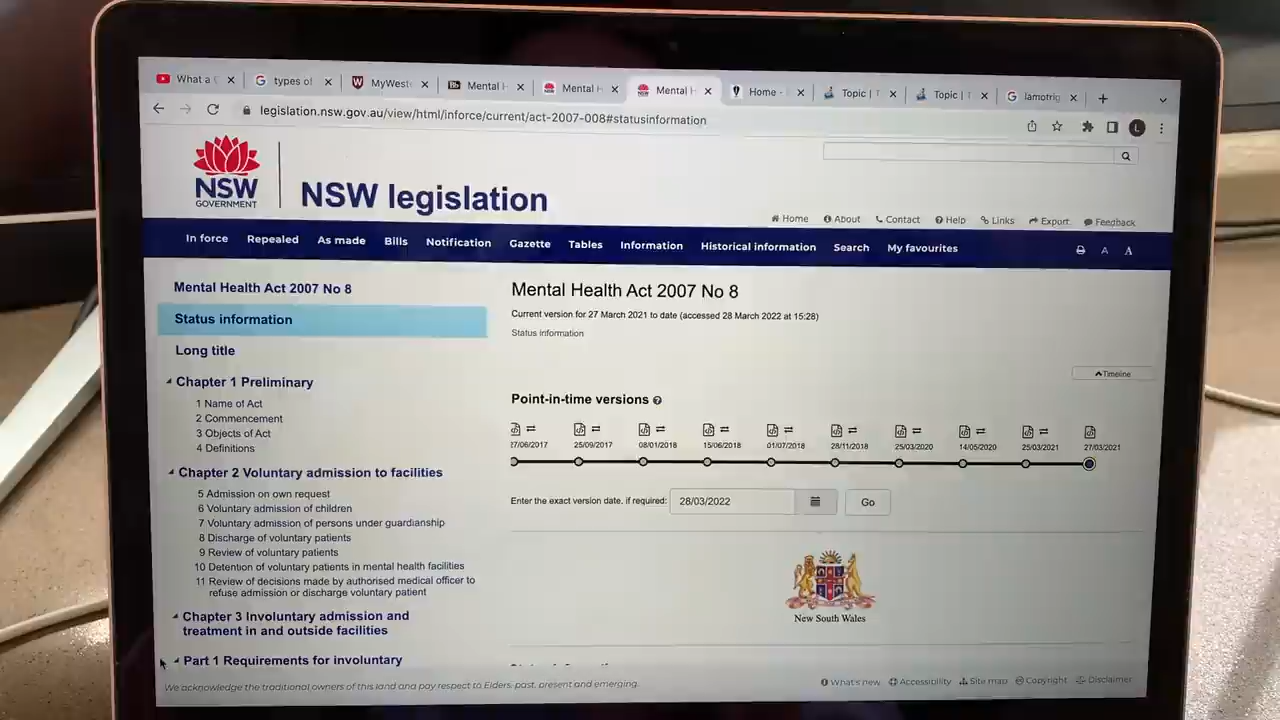 What a
types of
MyWest
Mental H
Mental H
Mental H
Home -
Topic | T
Topic | T
lamotrig
legislation.nsw.gov.au/view/html/inforce/current/act-2007-008#statusinformation
L
NSW
GOVERNMENT
NSW legislation
Home About Contact Help Links Export Feedback
In force Repealed As made Bills Notification Gazette Tables Information Historical information Search My favourites
A A
Mental Health Act 2007 No 8
Status information
Long title
Chapter 1 Preliminary
1 Name of Act
2 Commencement
3 Objects of Act
4 Definitions
Chapter 2 Voluntary admission to facilities
5 Admission on own request
6 Voluntary admission of children
7 Voluntary admission of persons under guardianship
8 Discharge of voluntary patients
9 Review of voluntary patients
10 Detention of voluntary patients in mental health facilities
11 Review of decisions made by authorised medical officer to
refuse admission or discharge voluntary patient
Chapter 3 Involuntary admission and
treatment in and outside facilities
Part 1 Requirements for involuntary
Mental Health Act 2007 No 8
Current version for 27 March 2021 to date (accessed 28 March 2022 at 15:28)
Status information
Timeline
Point-in-time versions
27/06/2017 25/09/2017 08/01/2018 15/06/2018 01/07/2018 28/11/2018 25/03/2020 14/05/2020 25/03/2021 27/03/2021
Enter the exact version date, if required: 28/03/2022 Go
New South Wales
We acknowledge the traditional owners of this land and pay respect to Elders, past, present and emerging.
What's new Accessibility Site map Copyright Disclaimer